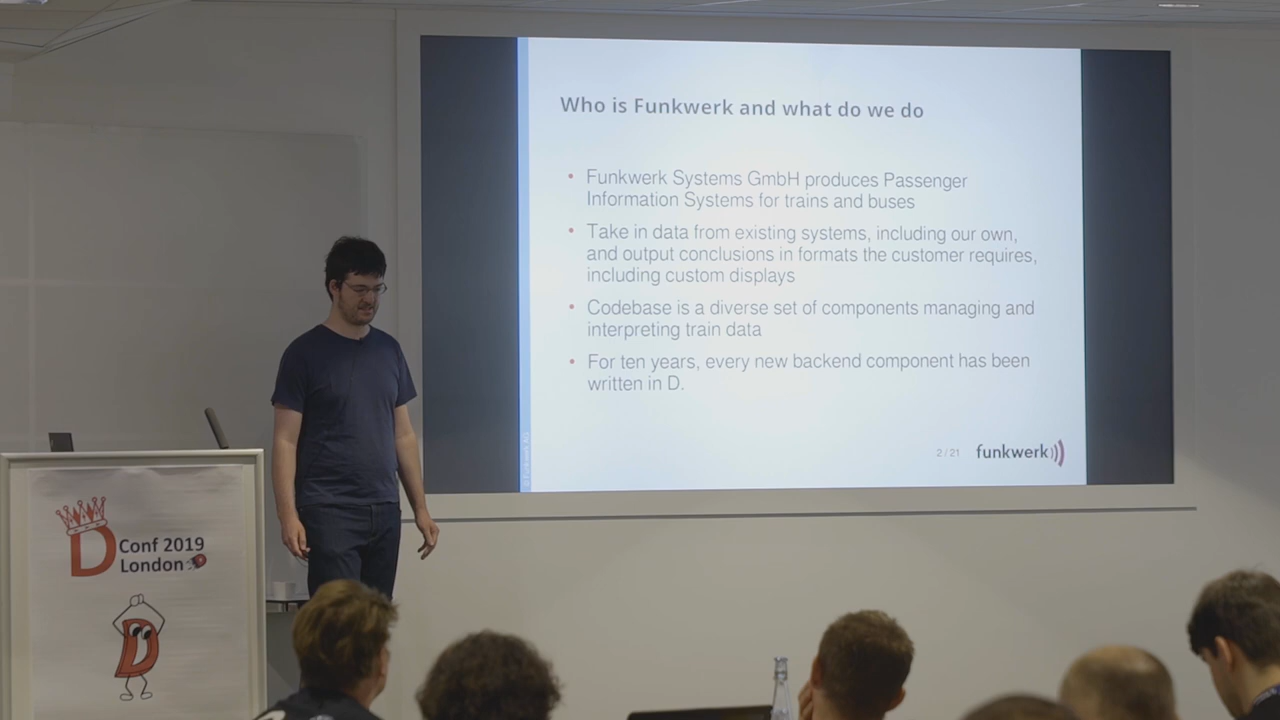 Who is Funkwerk and what do we do
• Funkwerk Systems GmbH produces Passenger
Information Systems for trains and buses
• Take in data from existing systems, including our own,
and output conclusions in formats the customer requires,
including custom displays
• Codebase is a diverse set of components managing and
interpreting train data
• For ten years, every new backend component has been
written in D.
2 / 21
funkwerk
D Conf 2019
London
D